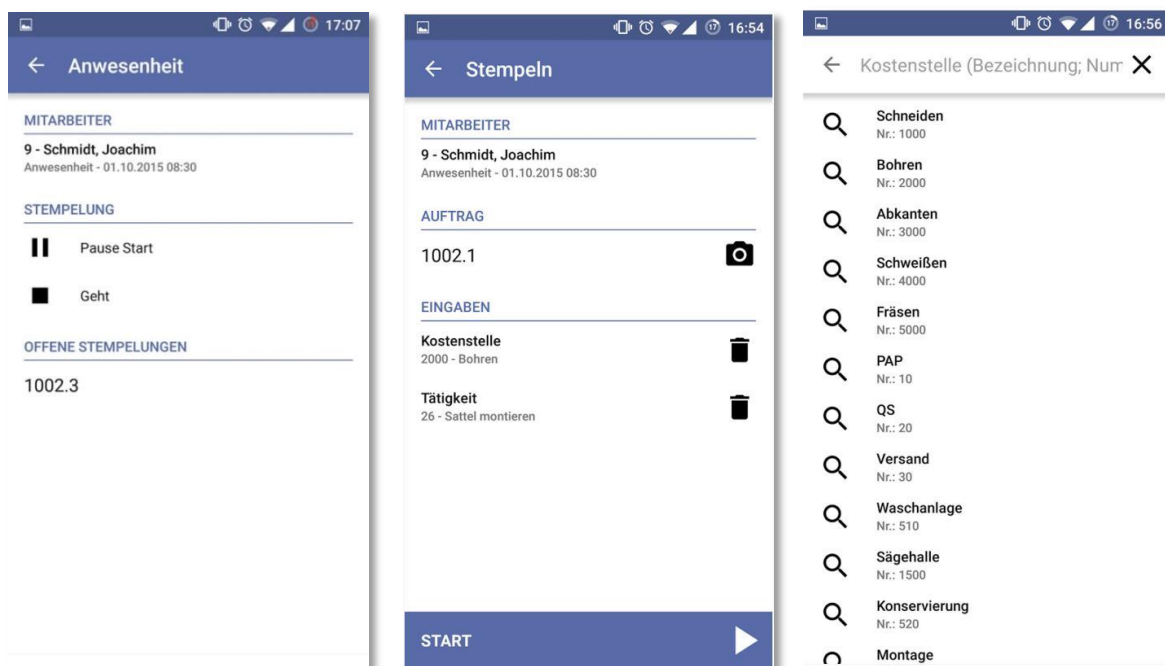 17:07
Anwesenheit
MITARBEITER
9 - Schmidt, Joachim
Anwesenheit - 01.10.2015 08:30
STEMPELUNG
Pause Start
Geht
OFFENE STEMPELUNGEN
1002.3
17 16:54
Stempeln
MITARBEITER
9 - Schmidt, Joachim
Anwesenheit - 01.10.2015 08:30
AUFTRAG
1002.1
EINGABEN
Kostenstelle
2000 - Bohren
Tätigkeit
26 - Sattel montieren
START
17 16:56
Kostenstelle (Bezeichnung; Num
Schneiden
Nr.: 1000
Bohren
Nr.: 2000
Abkanten
Nr.: 3000
Schweißen
Nr.: 4000
Fräsen
Nr.: 5000
PAP
Nr.: 10
QS
Nr.: 20
Versand
Nr.: 30
Waschanlage
Nr.: 510
Sägehalle
Nr.: 1500
Konservierung
Nr.: 520
Montage